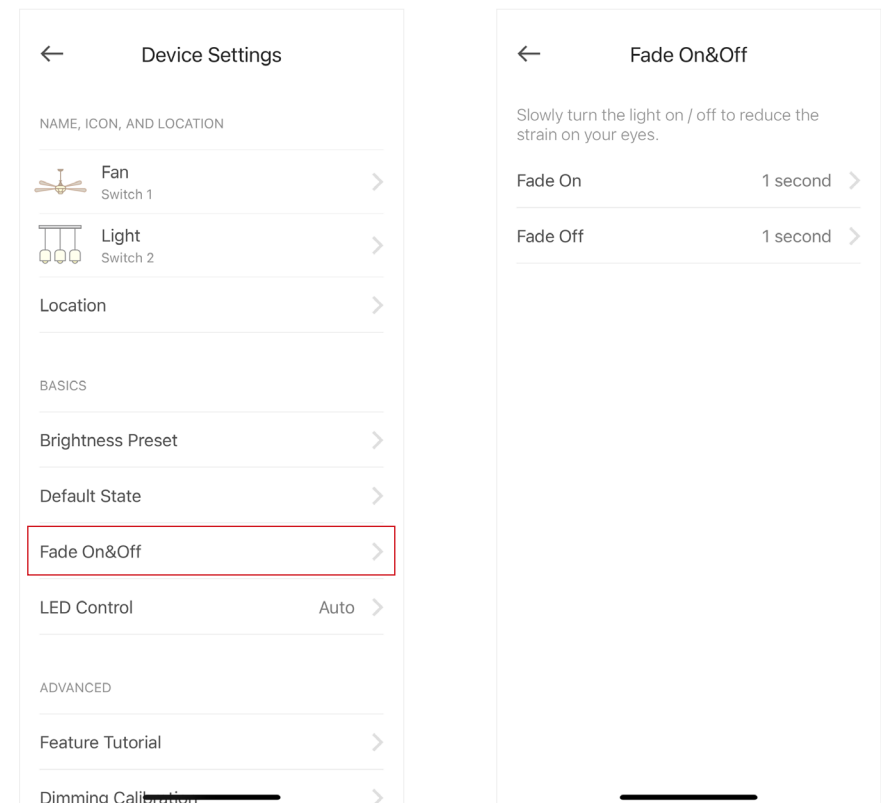 Device Settings
NAME, ICON, AND LOCATION
Fan
Switch 1
Light
Switch 2
Location
BASICS
Brightness Preset
Default State
Fade On&Off
LED Control Auto
ADVANCED
Feature Tutorial
Dimming Calibration
Fade On&Off
Slowly turn the light on / off to reduce the
strain on your eyes.
Fade On 1 second
Fade Off 1 second